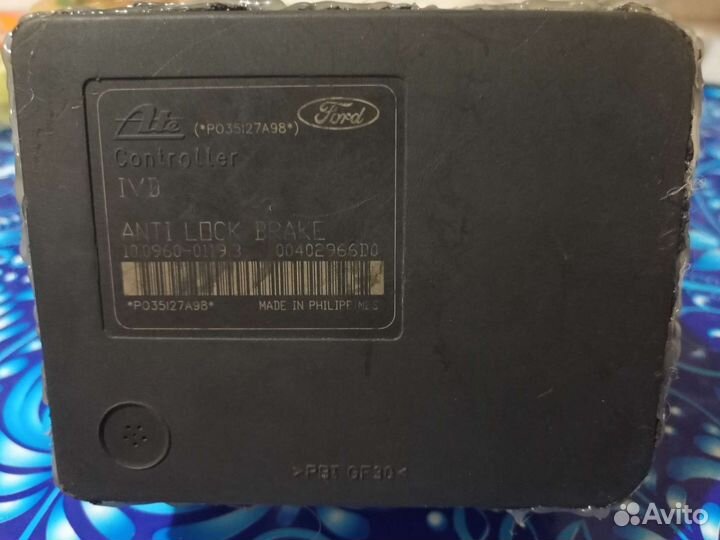 Ate (*P035127A98*) Ford
Controller
IVD
ANTI LOCK BRAKE
10.0960-0119.3 00402966D0
*P035127A98* MADE IN PHILIPPINES
>PBT GF30<
Avito